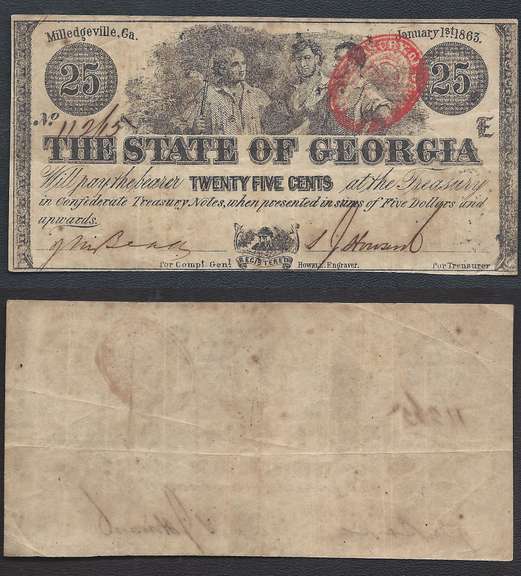 Milledgeville, Ga.
January 1st 1863.
25
25
No 11265
E
THE STATE OF GEORGIA
Will pay the bearer TWENTY FIVE CENTS at the Treasury
in Confederate Treasury Notes, when presented in sums of Five Dollars and
upwards.
REGISTERED
for Compt Genl
Howell, Engraver.
for Treasurer